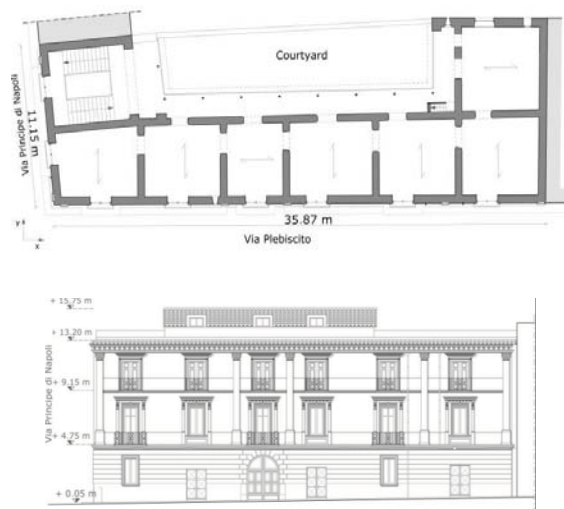 Courtyard
Via Principe di Napoli
11.15 m
35.87 m
Via Plebiscito
y
x
+ 15,75 m
+ 13,20 m
+ 9,15 m
+ 4,75 m
+ 0.05 m
Via Principe di Napoli